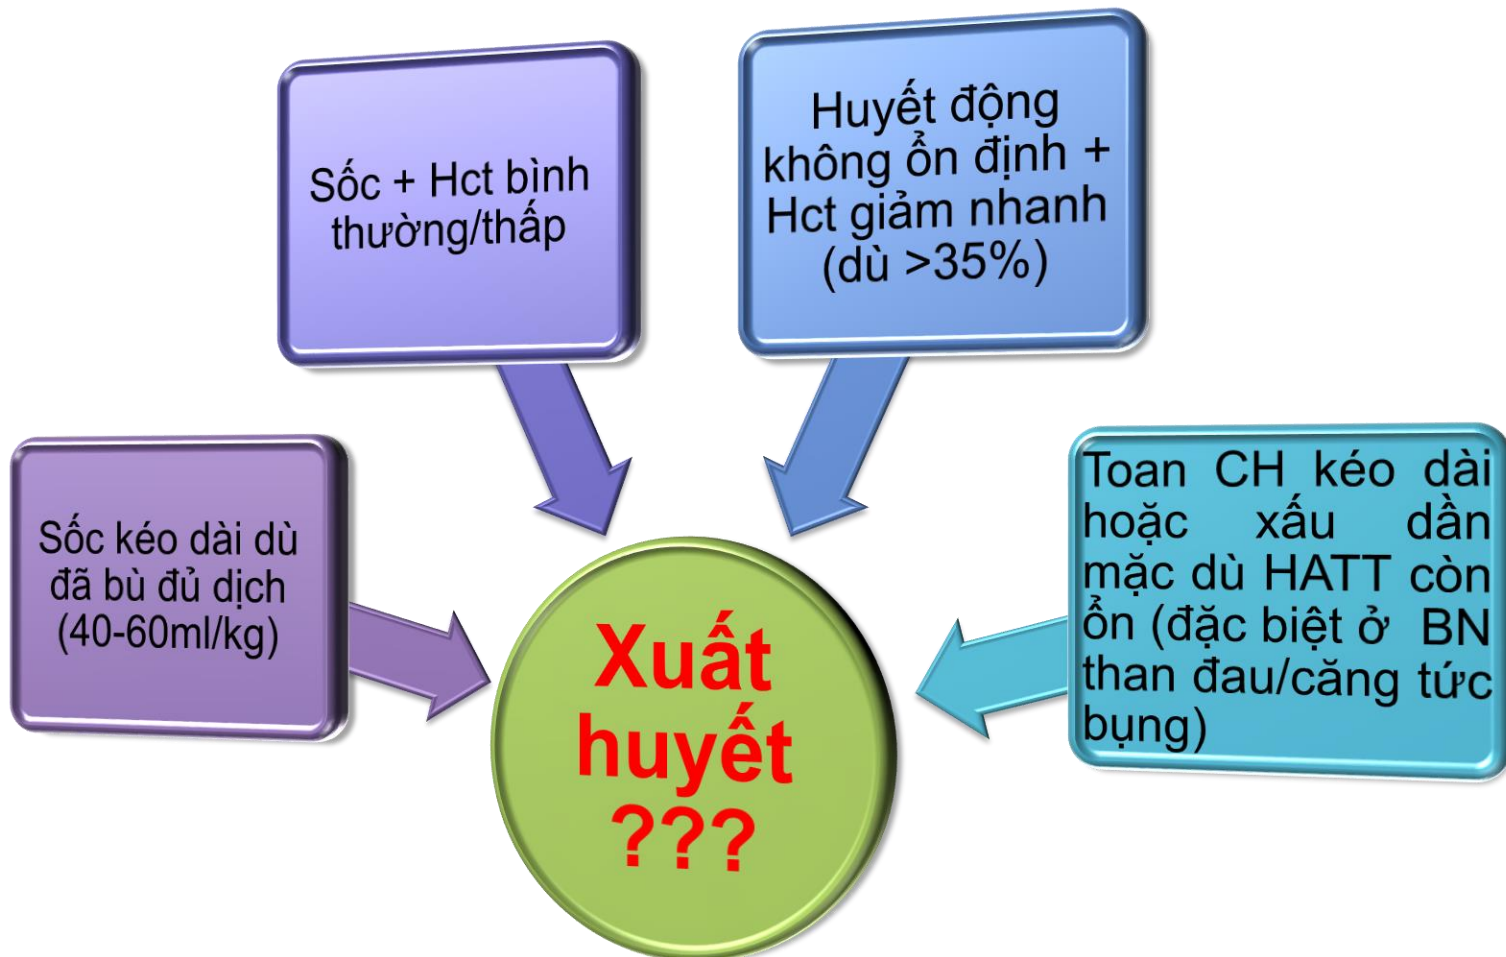 Sốc + Hct bình
thường/thấp
Huyết động
không ổn định +
Hct giảm nhanh
(dù >35%)
Sốc kéo dài dù
đã bù đủ dịch
(40-60ml/kg)
Toan CH kéo dài
hoặc xấu dần
mặc dù HATT còn
ổn (đặc biệt ở BN
than đau/căng tức
bụng)
Xuất
huyết
???